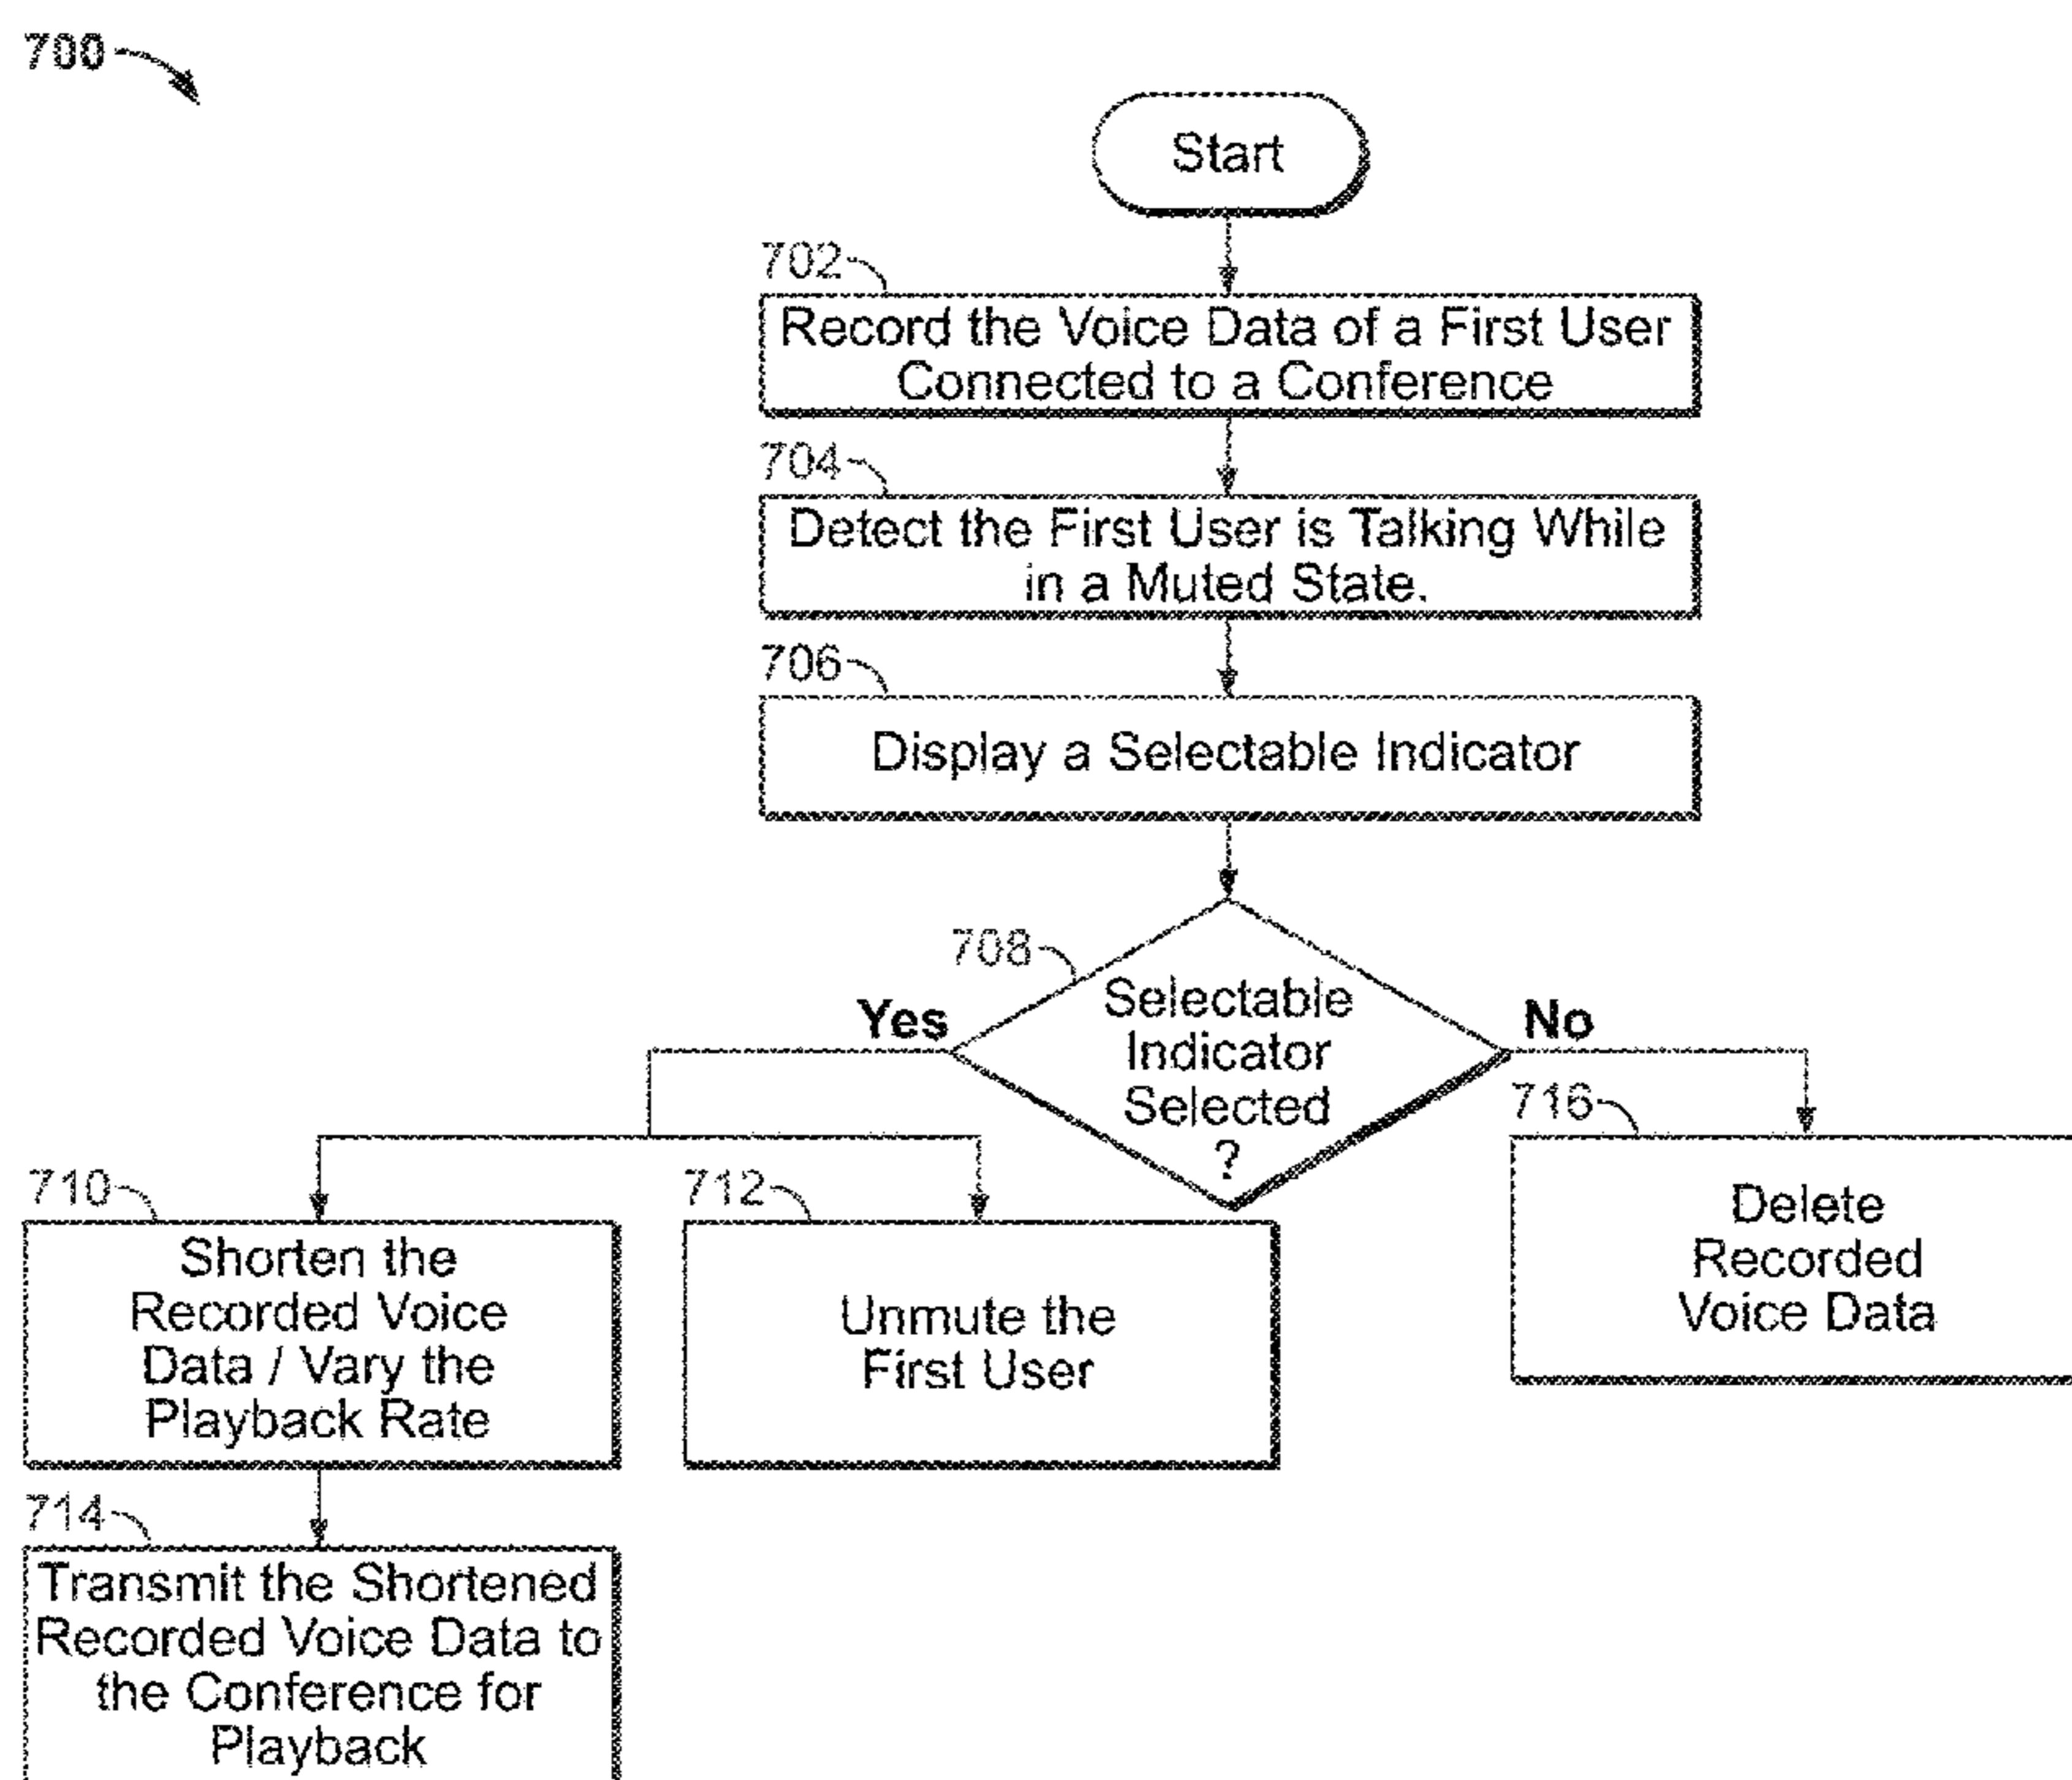 700
Start
702
Record the Voice Data of a First User
Connected to a Conference
704
Detect the First User is Talking While
in a Muted State.
706
Display a Selectable Indicator
708
Selectable
Indicator
Selected
?
Yes
No
710
Shorten the
Recorded Voice
Data / Vary the
Playback Rate
712
Unmute the
First User
716
Delete
Recorded
Voice Data
714
Transmit the Shortened
Recorded Voice Data to
the Conference for
Playback